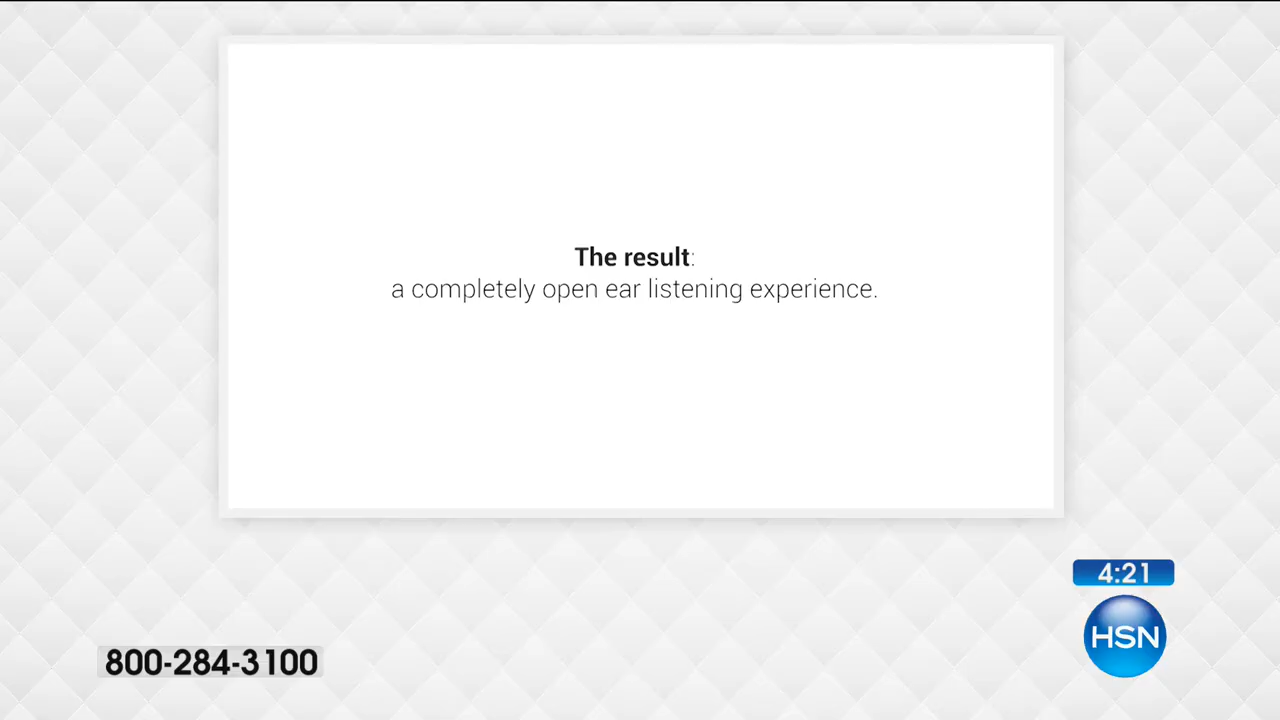 The result:
a completely open ear listening experience.
4:21
HSN
800-284-3100